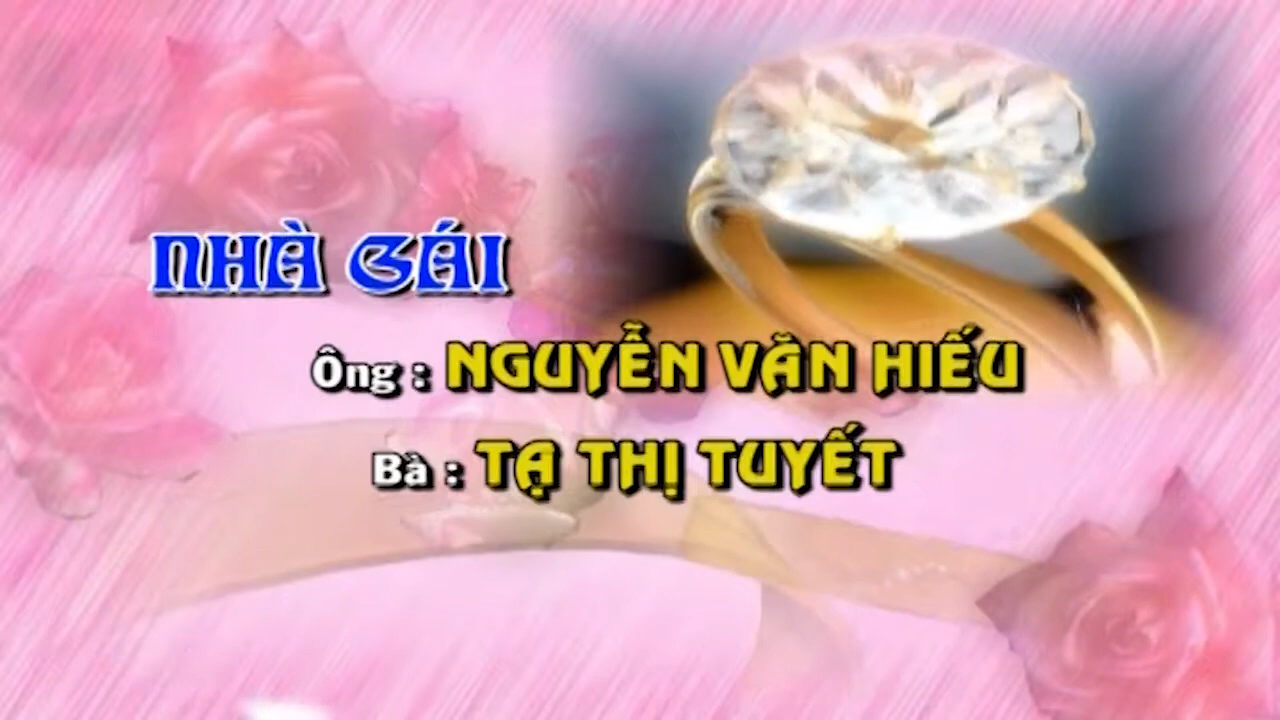 NHÀ GÁI
Ông : NGUYỄN VĂN HIẾU
Bà : TẠ THỊ TUYẾT